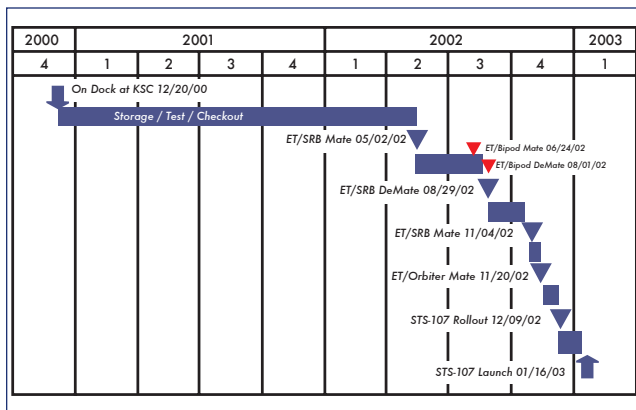 2000 2001 2002 2003
4 1 2 3 4 1 2 3 4 1
On Dock at KSC 12/20/00
Storage / Test / Checkout
ET/SRB Mate 05/02/02
ET/Bipod Mate 06/24/02
ET/Bipod DeMate 08/01/02
ET/SRB DeMate 08/29/02
ET/SRB Mate 11/04/02
ET/Orbiter Mate 11/20/02
STS-107 Rollout 12/09/02
STS-107 Launch 01/16/03